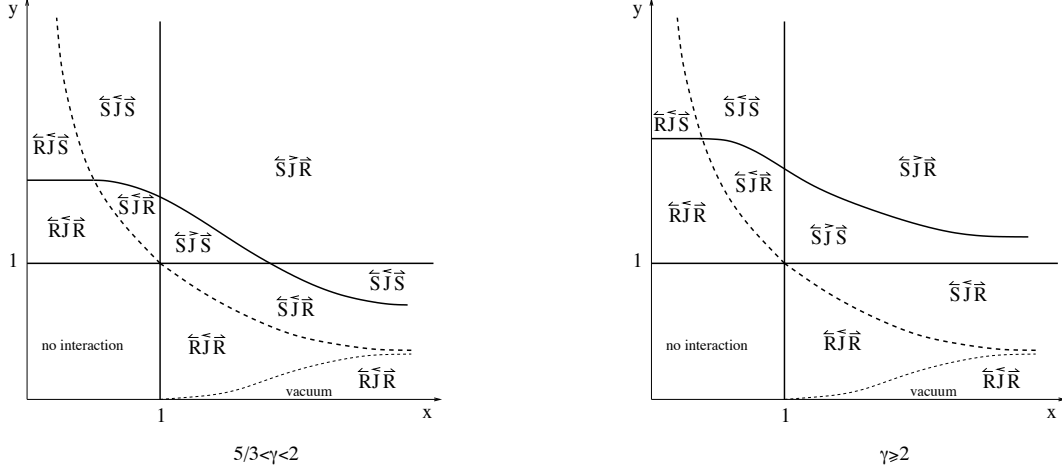 y
S⃖J᷾S⃗
R⃖J᷾S⃗
S⃖J͐R⃗
S⃖J᷾R⃗
R⃖J᷾R⃗
S⃖J͐S⃗
1
S⃖J᷾S⃗
S⃖J᷾R⃗
no interaction
R⃖J᷾R⃗
R⃖J᷾R⃗
vacuum
1
x
5/3<γ<2
y
S⃖J᷾S⃗
R⃖J᷾S⃗
S⃖J͐R⃗
S⃖J᷾R⃗
R⃖J᷾R⃗
S⃖J͐S⃗
1
S⃖J᷾R⃗
no interaction
R⃖J᷾R⃗
R⃖J᷾R⃗
vacuum
1
x
γ⩾2